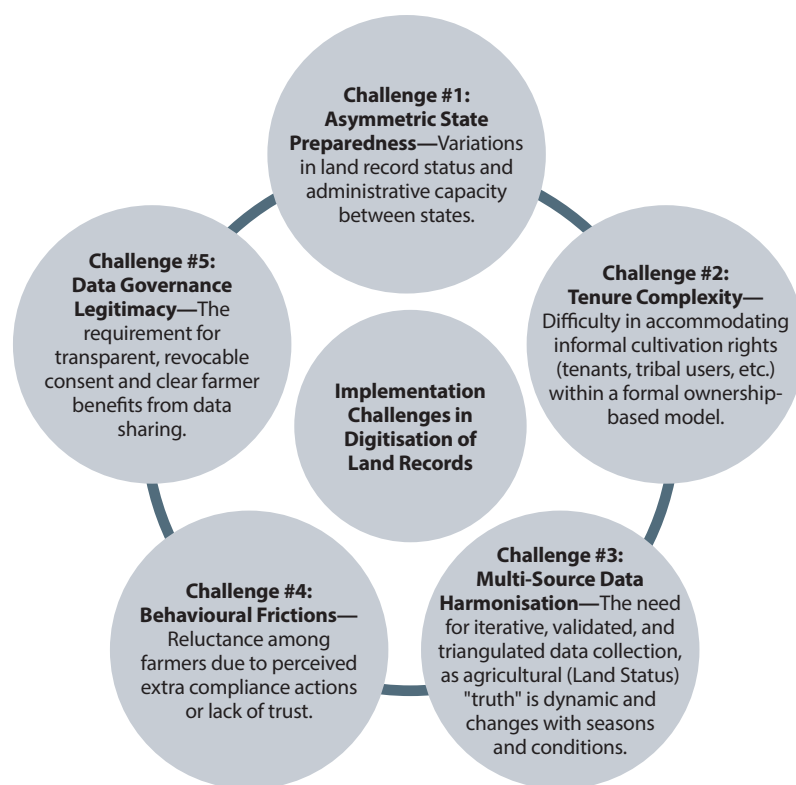 Challenge #1:
Asymmetric State
Preparedness—Variations
in land record status and
administrative capacity
between states.
Challenge #2:
Tenure Complexity—
Difficulty in accommodating
informal cultivation rights
(tenants, tribal users, etc.)
within a formal ownership-
based model.
Challenge #3:
Multi-Source Data
Harmonisation—The need
for iterative, validated, and
triangulated data collection,
as agricultural (Land Status)
"truth" is dynamic and
changes with seasons
and conditions.
Challenge #4:
Behavioural Frictions—
Reluctance among
farmers due to perceived
extra compliance actions
or lack of trust.
Challenge #5:
Data Governance
Legitimacy—The
requirement for
transparent, revocable
consent and clear farmer
benefits from data
sharing.
Implementation
Challenges in
Digitisation of
Land Records